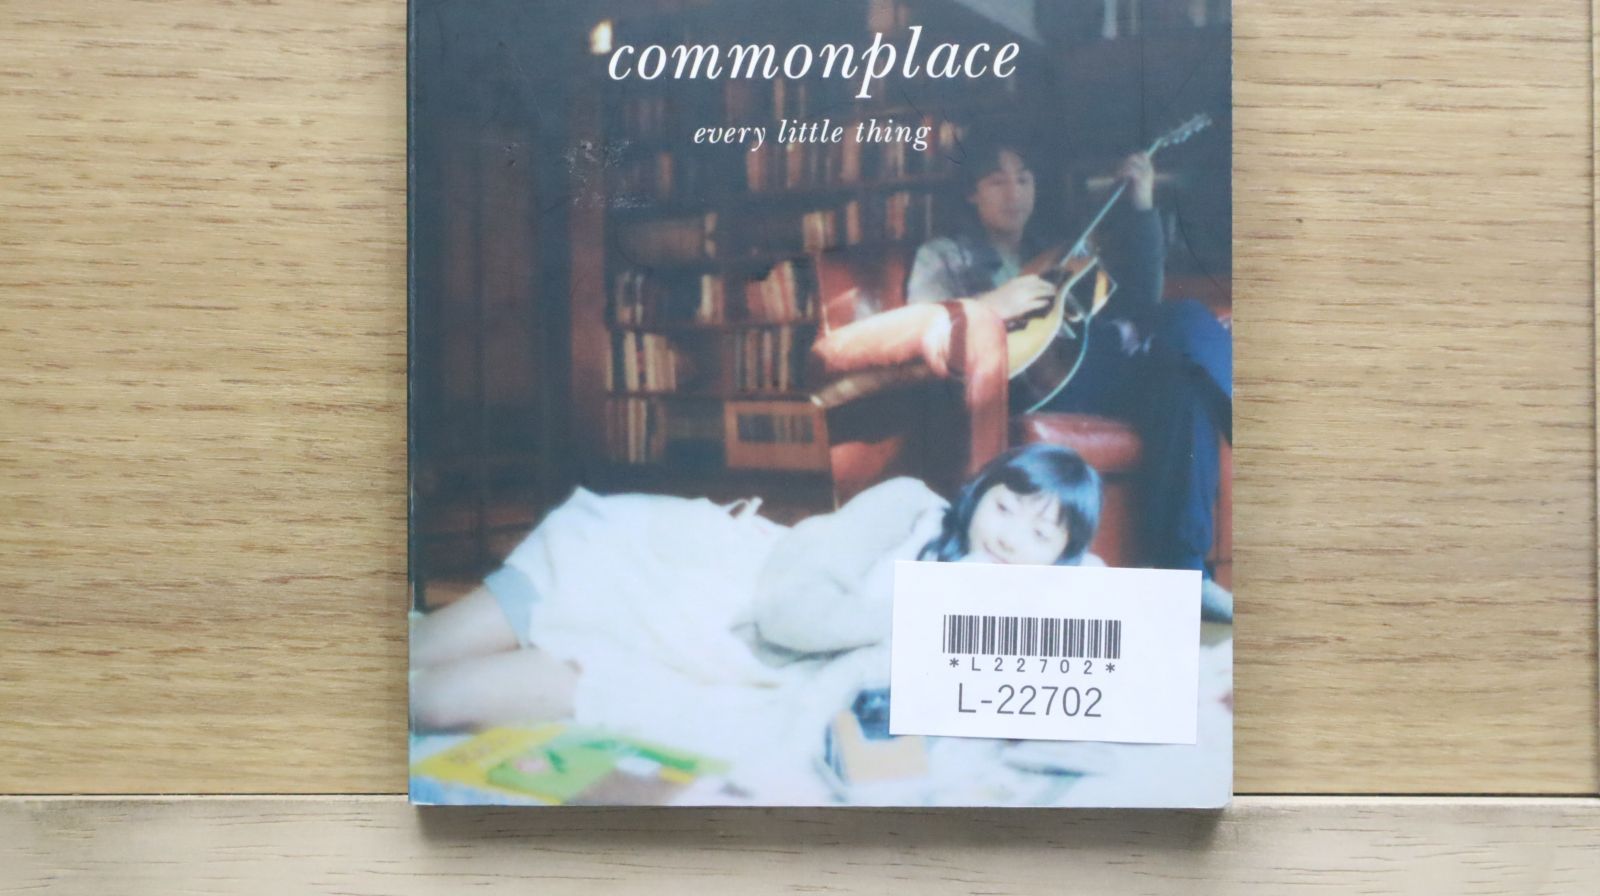 commonplace
every little thing
*L22702*
L-22702